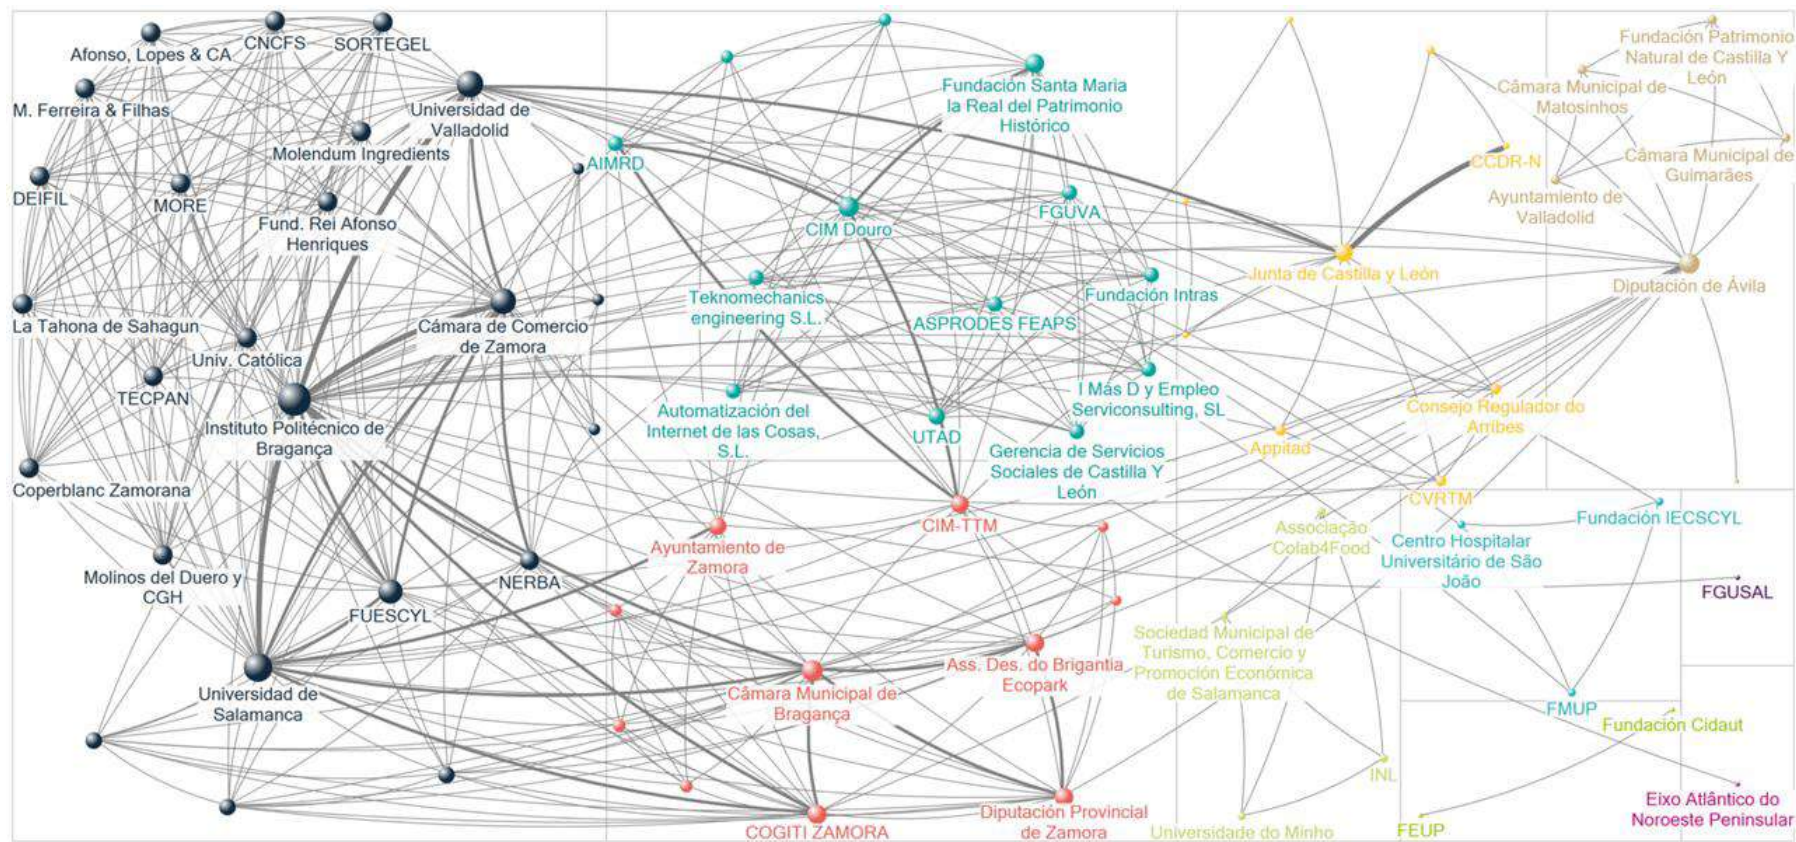 Afonso, Lopes & CA
CNCFS
SORTEGEL
M. Ferreira & Filhas
Universidad de
Valladolid
Molendum Ingredients
DEIFIL
MORE
Fund. Rei Afonso
Henriques
La Tahona de Sahagun
Univ. Católica
Cámara de Comercio
de Zamora
TECPAN
Instituto Politécnico de
Bragança
Coperblanc Zamorana
Molinos del Duero y
CGH
FUESCYL
NERBA
Universidad de
Salamanca
Fundación Santa Maria
la Real del Patrimonio
Histórico
AIMRD
CIM Douro
FGUVA
Teknomechanics
engineering S.L.
ASPRODES FEAPS
Fundación Intras
Automatización del
Internet de las Cosas,
S.L.
UTAD
I Más D y Empleo
Serviconsulting, SL
Gerencia de Servicios
Sociales de Castilla Y
León
CIM-TTM
Ayuntamiento de
Zamora
Câmara Municipal de
Bragança
Ass. Des. do Brigantia
Ecopark
COGITI ZAMORA
Diputación Provincial
de Zamora
CCDR-N
Junta de Castilla y León
Consejo Regulador do
Arribes
Appitad
CVRTM
Fundación Patrimonio
Natural de Castilla Y
León
Câmara Municipal de
Matosinhos
Câmara Municipal de
Guimarães
Ayuntamiento de
Valladolid
Diputación de Ávila
Associação
Colab4Food
Sociedad Municipal de
Turismo, Comercio y
Promoción Económica
de Salamanca
INL
Universidade do Minho
Fundación IECSCYL
Centro Hospitalar
Universitário de São
João
FMUP
FGUSAL
Fundación Cidaut
FEUP
Eixo Atlântico do
Noroeste Peninsular